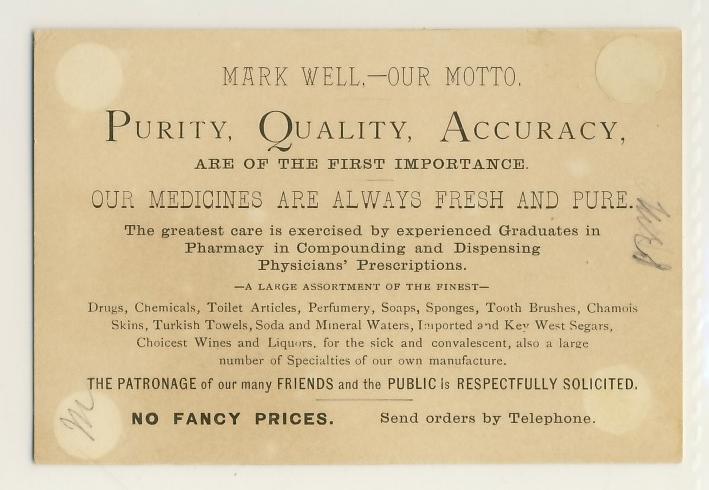 MARK WELL,—OUR MOTTO.
PURITY, QUALITY, ACCURACY,
ARE OF THE FIRST IMPORTANCE.
OUR MEDICINES ARE ALWAYS FRESH AND PURE.
The greatest care is exercised by experienced Graduates in
Pharmacy in Compounding and Dispensing
Physicians' Prescriptions.
—A LARGE ASSORTMENT OF THE FINEST—
Drugs, Chemicals, Toilet Articles, Perfumery, Soaps, Sponges, Tooth Brushes, Chamois
Skins, Turkish Towels, Soda and Mineral Waters, Imported and Key West Segars,
Choicest Wines and Liquors, for the sick and convalescent, also a large
number of Specialties of our own manufacture.
THE PATRONAGE of our many FRIENDS and the PUBLIC is RESPECTFULLY SOLICITED.
NO FANCY PRICES. Send orders by Telephone.